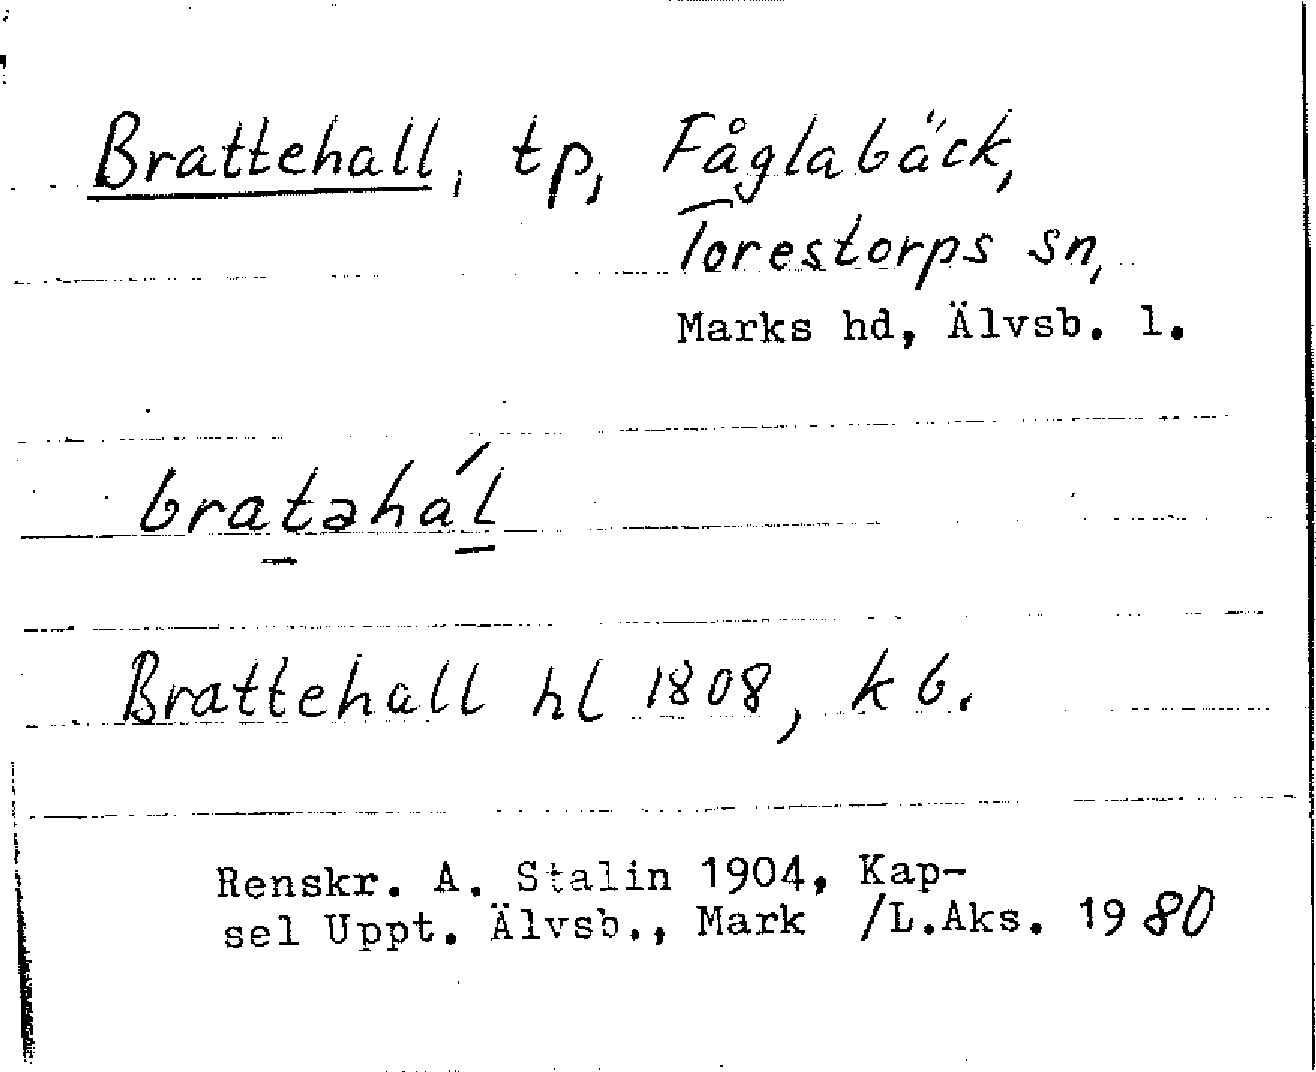 Brattehall, tp, Fåglabäck,
Torestorps sn,
Marks hd, Älvsb. l.
bratəhál
Brattehall hl 1808, kb.
Renskr. A. Stalin 1904, Kap-
sel Uppt. Älvsb., Mark /L.Aks. 1980